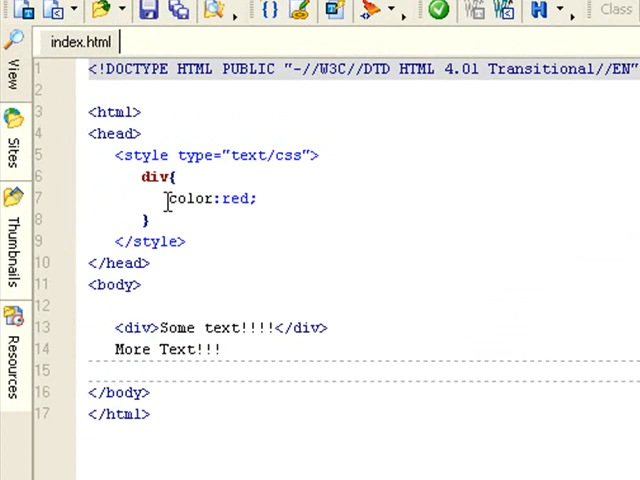 Class
index.html
View
Sites
Thumbnails
Resources
1 <!DOCTYPE HTML PUBLIC "-//W3C//DTD HTML 4.01 Transitional//EN"
2
3 <html>
4 <head>
5 <style type="text/css">
6 div{
7 color:red;
8 }
9 </style>
10 </head>
11 <body>
12
13 <div>Some text!!!!</div>
14 More Text!!!
15
16 </body>
17 </html>